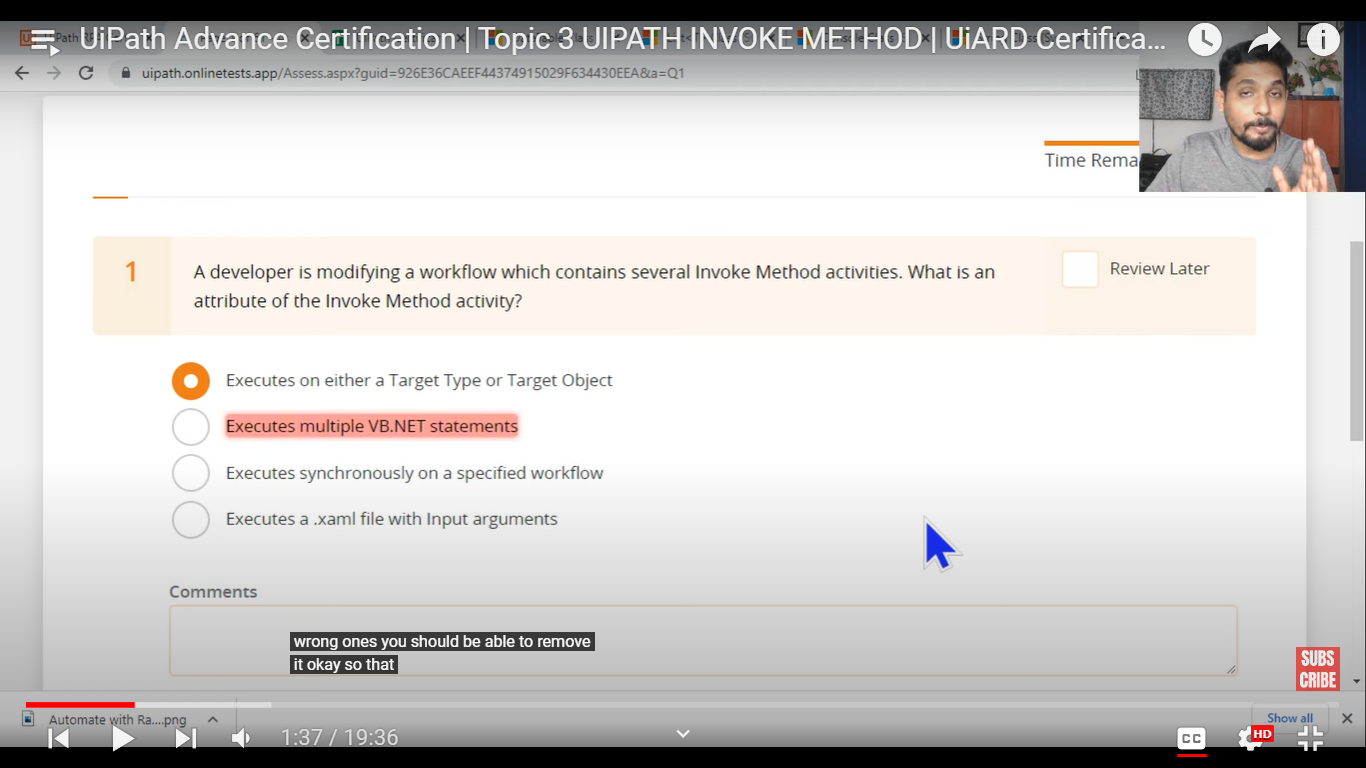 UiPath Advance Certification | Topic 3 UIPATH INVOKE METHOD | UiARD Certifica...
uipath.onlinetests.app/Assess.aspx?guid=926E36CAEEF44374915029F634430EEA&a=Q1
Time Rema
1
A developer is modifying a workflow which contains several Invoke Method activities. What is an
attribute of the Invoke Method activity?
Review Later
Executes on either a Target Type or Target Object
Executes multiple VB.NET statements
Executes synchronously on a specified workflow
Executes a .xaml file with Input arguments
Comments
wrong ones you should be able to remove
it okay so that
SUBS
CRIBE
Automate with Ra....png
Show all
1:37 / 19:36
CC
HD